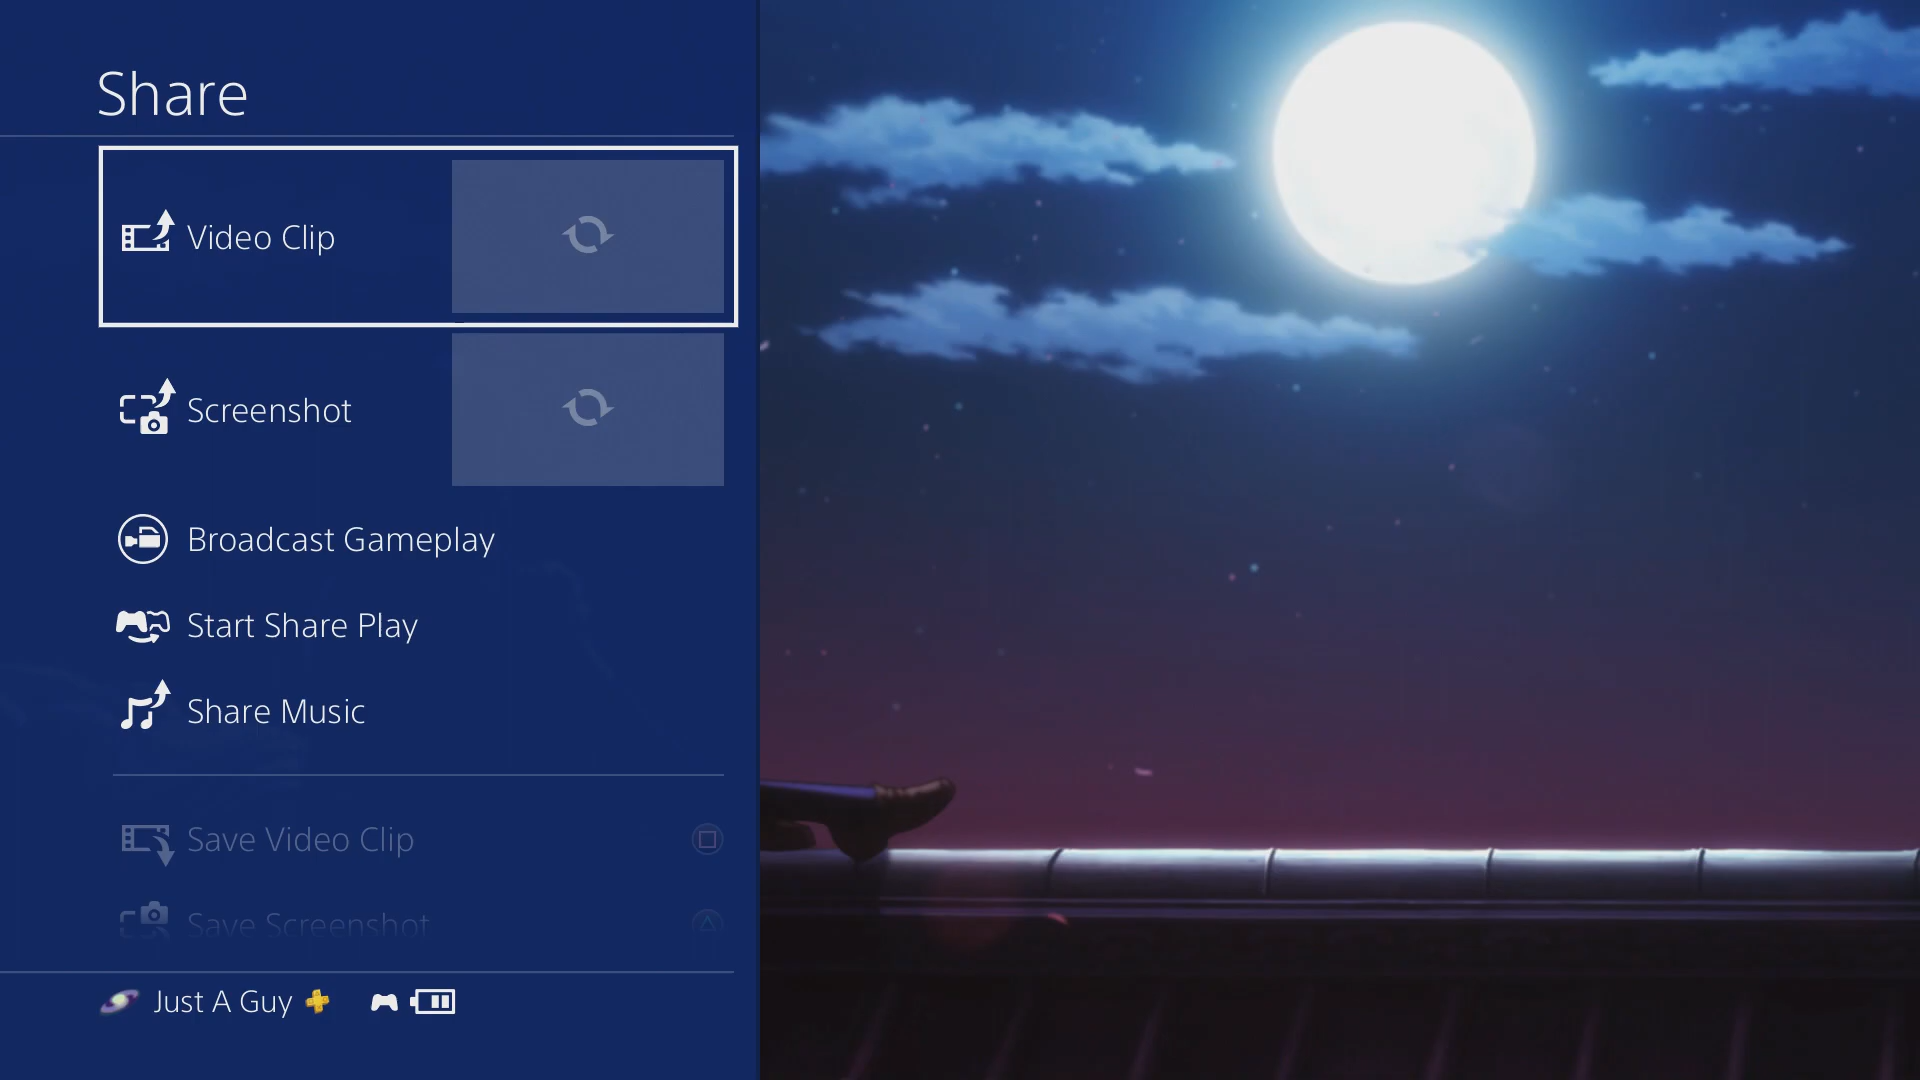 Share
Video Clip
Screenshot
Broadcast Gameplay
Start Share Play
Share Music
Save Video Clip
Save Screenshot
Just A Guy